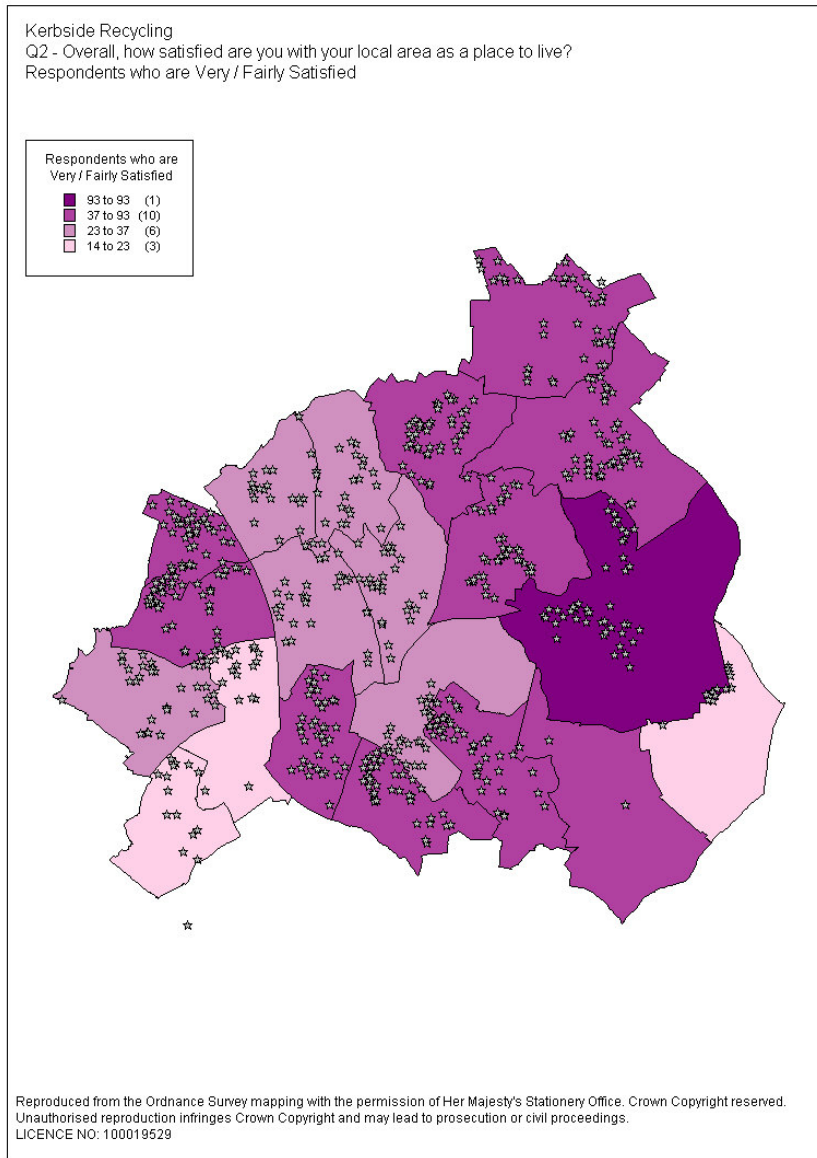 Kerbside Recycling
Q2 - Overall, how satisfied are you with your local area as a place to live?
Respondents who are Very / Fairly Satisfied
Respondents who are
Very / Fairly Satisfied
93 to 93 (1)
37 to 93 (10)
23 to 37 (6)
14 to 23 (3)
Reproduced from the Ordnance Survey mapping with the permission of Her Majesty's Stationery Office. Crown Copyright reserved.
Unauthorised reproduction infringes Crown Copyright and may lead to prosecution or civil proceedings.
LICENCE NO: 100019529